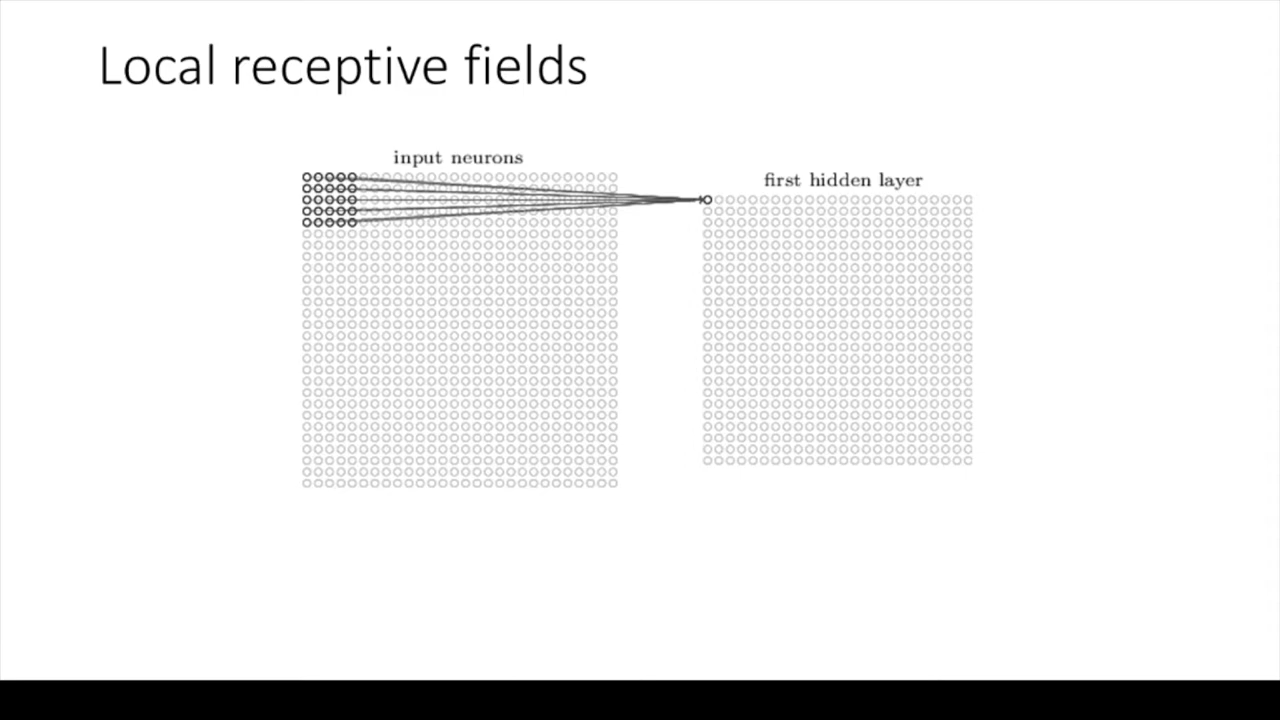 Local receptive fields
input neurons
first hidden layer